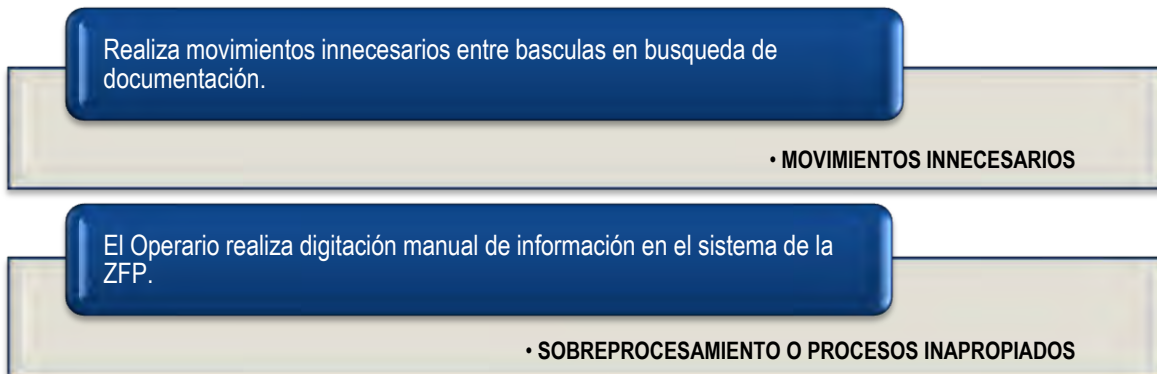 Realiza movimientos innecesarios entre basculas en busqueda de
documentación.
• MOVIMIENTOS INNECESARIOS
El Operario realiza digitación manual de información en el sistema de la
ZFP.
• SOBREPROCESAMIENTO O PROCESOS INAPROPIADOS